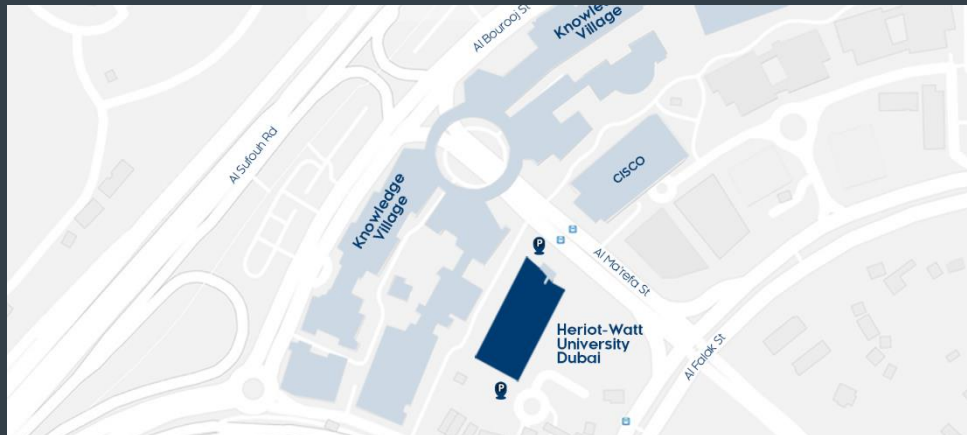 Al Bourooj St
Knowledge
Village
Al Sufouh Rd
CISCO
Knowledge
Village
P
Al Ma'refa St
Heriot-Watt
University
Dubai
Al Falak St
P